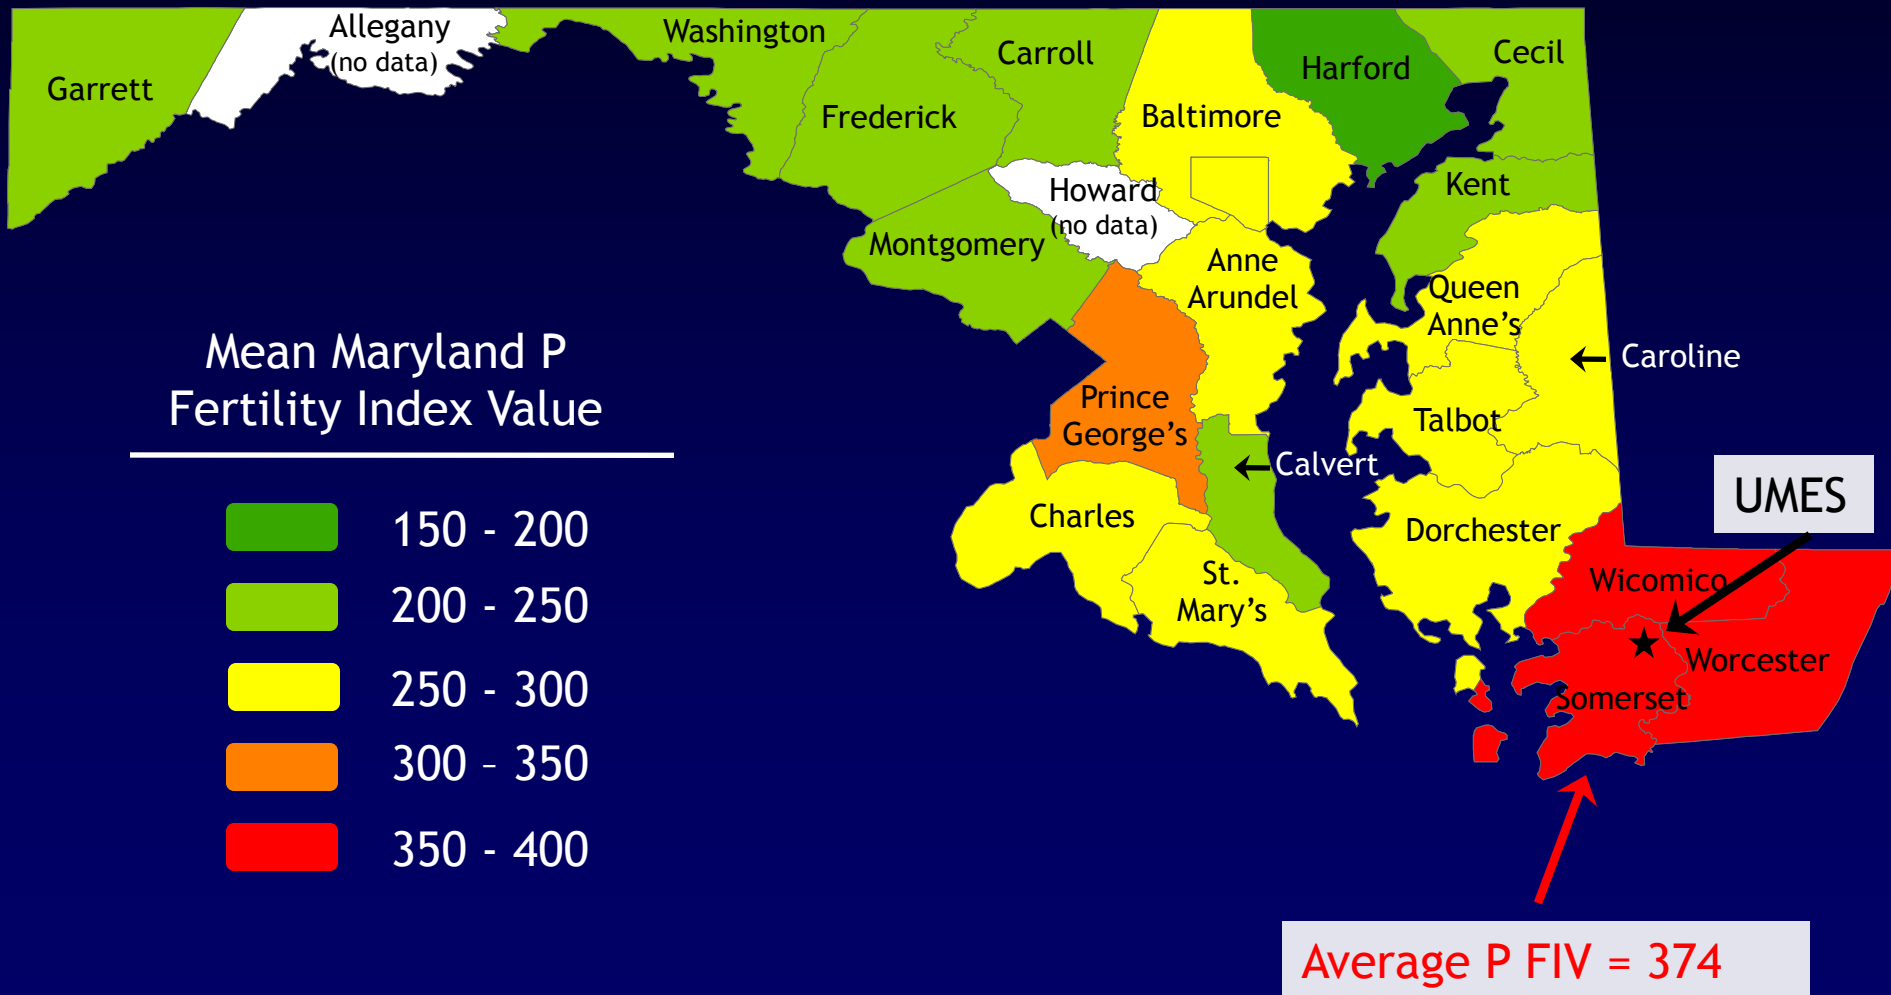 Allegany
(no data)
Washington
Carroll
Harford
Cecil
Garrett
Frederick
Baltimore
Howard
(no data)
Kent
Montgomery
Anne
Arundel
Queen
Anne’s
Caroline
Mean Maryland P
Fertility Index Value
Prince
George’s
Talbot
Calvert
Charles
Dorchester
UMES
St.
Mary’s
Wicomico
Worcester
Somerset
150 - 200
200 - 250
250 - 300
300 – 350
350 - 400
Average P FIV = 374